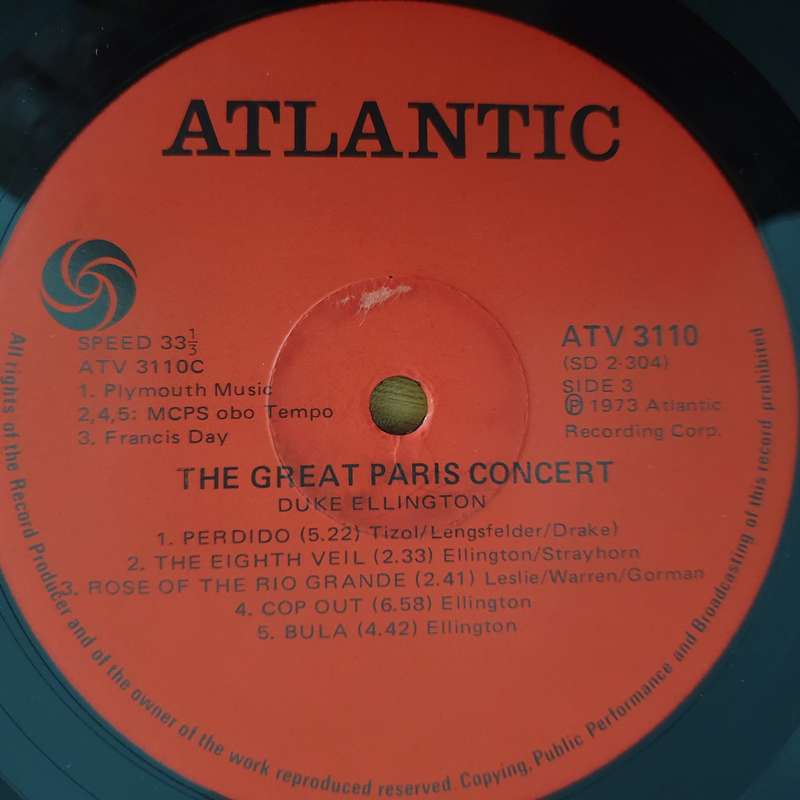 ATLANTIC
SPEED 33⅓
ATV 3110C
1. Plymouth Music
2,4,5: MCPS obo Tempo
3. Francis Day
ATV 3110
(SD 2-304)
SIDE 3
℗ 1973 Atlantic
Recording Corp.
THE GREAT PARIS CONCERT
DUKE ELLINGTON
1. PERDIDO (5.22) Tizol/Lengsfelder/Drake)
2. THE EIGHTH VEIL (2.33) Ellington/Strayhorn
3. ROSE OF THE RIO GRANDE (2.41) Leslie/Warren/Gorman
4. COP OUT (6.58) Ellington
5. BULA (4.42) Ellington
All rights of the Record Producer and of the owner of the work reproduced reserved. Copying, Public Performance and Broadcasting of this record prohibited